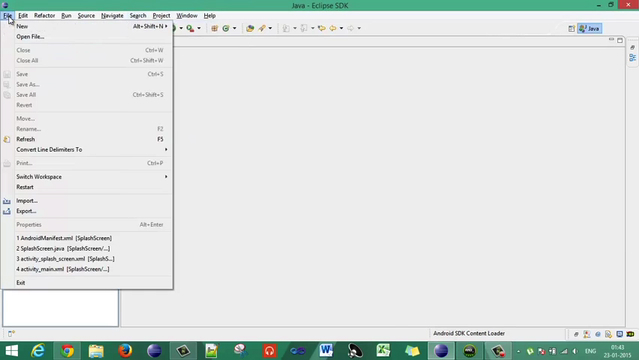 Java - Eclipse SDK
File Edit Refactor Run Source Navigate Search Project Window Help
New Alt+Shift+N
Open File...
Java
Close Ctrl+W
Close All Ctrl+Shift+W
Save Ctrl+S
Save As...
Save All Ctrl+Shift+S
Revert
Move...
Rename... F2
Refresh F5
Convert Line Delimiters To
Print... Ctrl+P
Switch Workspace
Restart
Import...
Export...
Properties Alt+Enter
1 AndroidManifest.xml [SplashScreen]
2 SplashScreen.java [SplashScreen/...]
3 activity_splash_screen.xml [SplashS...]
4 activity_main.xml [SplashScreen/...]
Exit
Android SDK Content Loader
ENG
01:43
23-01-2015